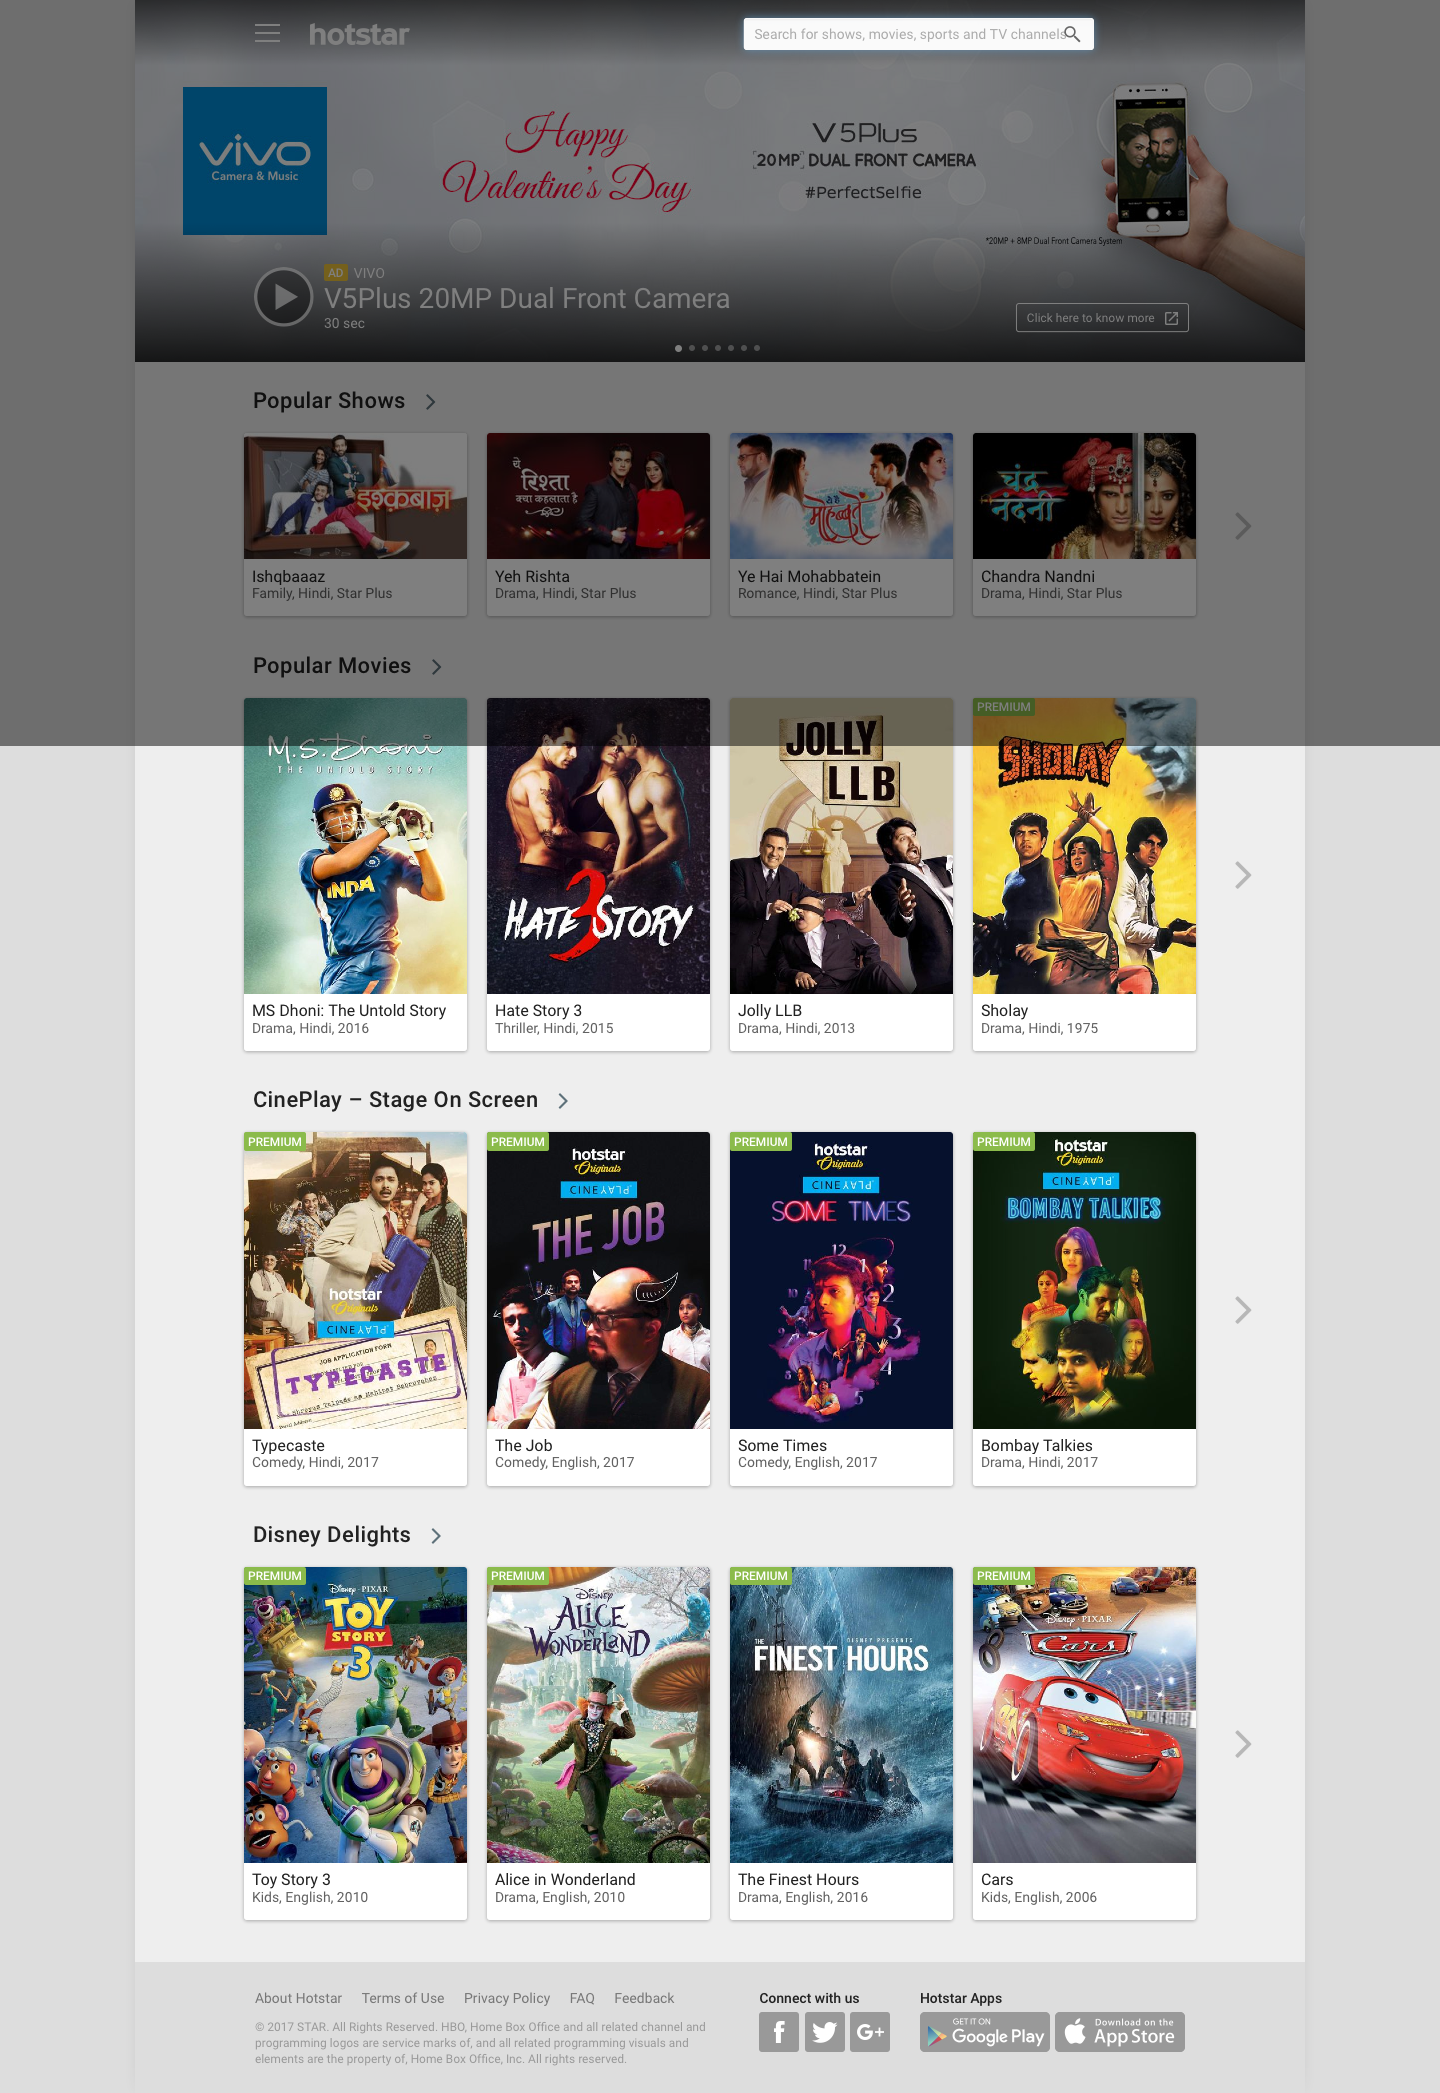 hotstar
Search for shows, movies, sports and TV channels
vivo
Camera & Music
Happy
Valentine's Day
V5Plus
20MP DUAL FRONT CAMERA
#PerfectSelfie
*20MP + 8MP Dual Front Camera System
AD VIVO
V5Plus 20MP Dual Front Camera
30 sec
Click here to know more
Popular Shows
इश्कबाज़
ये
रिश्ता
क्या कहलाता है
ये है
मोहब्बतें
चंद्र
नंदनी
Ishqbaaaz
Family, Hindi, Star Plus
Yeh Rishta
Drama, Hindi, Star Plus
Ye Hai Mohabbatein
Romance, Hindi, Star Plus
Chandra Nandni
Drama, Hindi, Star Plus
Popular Movies
M.S. Dhoni
THE UNTOLD STORY
INDIA
HATE STORY 3
JOLLY
LLB
PREMIUM
SHOLAY
MS Dhoni: The Untold Story
Drama, Hindi, 2016
Hate Story 3
Thriller, Hindi, 2015
Jolly LLB
Drama, Hindi, 2013
Sholay
Drama, Hindi, 1975
CinePlay – Stage On Screen
PREMIUM
hotstar
Originals
CINEPLAY
JOB APPLICATION FORM
TYPECASTE
PREMIUM
hotstar
Originals
CINEPLAY
THE JOB
PREMIUM
hotstar
Originals
CINEPLAY
SOME TIMES
12
1
10
2
3
4
5
PREMIUM
hotstar
Originals
CINEPLAY
BOMBAY TALKIES
Typecaste
Comedy, Hindi, 2017
The Job
Comedy, English, 2017
Some Times
Comedy, English, 2017
Bombay Talkies
Drama, Hindi, 2017
Disney Delights
PREMIUM
Disney · PIXAR
TOY
STORY
3
PREMIUM
Disney
ALICE
IN
WONDERLAND
PREMIUM
DISNEY PRESENTS
THE
FINEST HOURS
PREMIUM
Disney · PIXAR
Cars
Toy Story 3
Kids, English, 2010
Alice in Wonderland
Drama, English, 2010
The Finest Hours
Drama, English, 2016
Cars
Kids, English, 2006
About Hotstar Terms of Use Privacy Policy FAQ Feedback
© 2017 STAR. All Rights Reserved. HBO, Home Box Office and all related channel and
programming logos are service marks of, and all related programming visuals and
elements are the property of, Home Box Office, Inc. All rights reserved.
Connect with us
f
G+
Hotstar Apps
GET IT ON
Google Play
Download on the
App Store